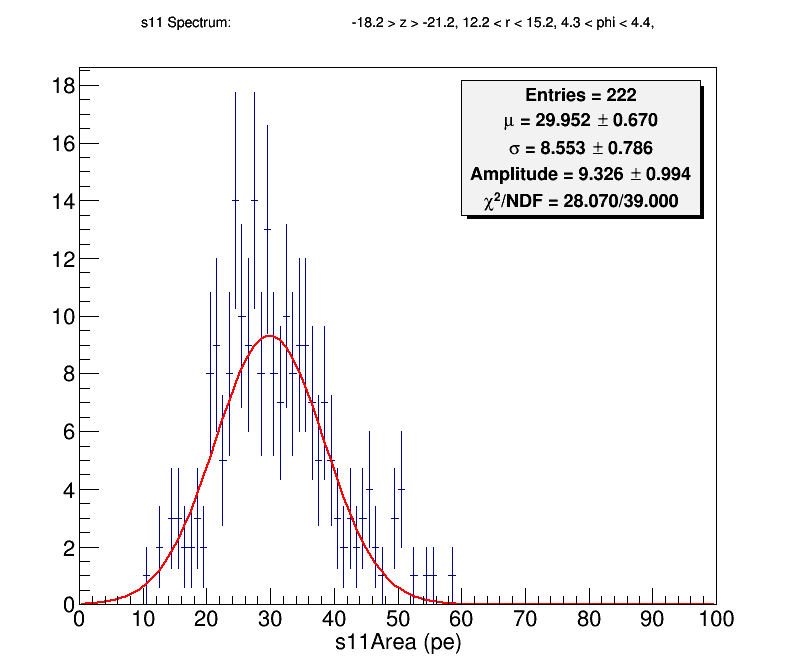 s11 Spectrum: -18.2 > z > -21.2, 12.2 < r < 15.2, 4.3 < phi < 4.4,
Entries = 222
μ = 29.952 ± 0.670
σ = 8.553 ± 0.786
Amplitude = 9.326 ± 0.994
χ²/NDF = 28.070/39.000
18
16
14
12
10
8
6
4
2
0
0 10 20 30 40 50 60 70 80 90 100
s11Area (pe)